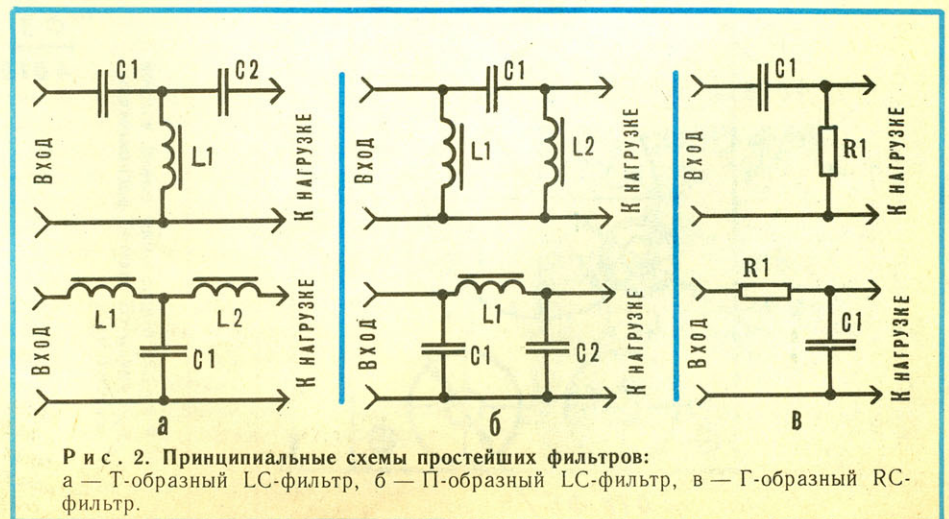 C1
C2
L1
ВХОД
К НАГРУЗКЕ
L1
L2
C1
ВХОД
К НАГРУЗКЕ
а
C1
L1
L2
ВХОД
К НАГРУЗКЕ
L1
C1
C2
ВХОД
К НАГРУЗКЕ
б
C1
R1
ВХОД
К НАГРУЗКЕ
R1
C1
ВХОД
К НАГРУЗКЕ
в
Рис. 2. Принципиальные схемы простейших фильтров:
а — Т-образный LC-фильтр, б — П-образный LC-фильтр, в — Г-образный RC-
фильтр.